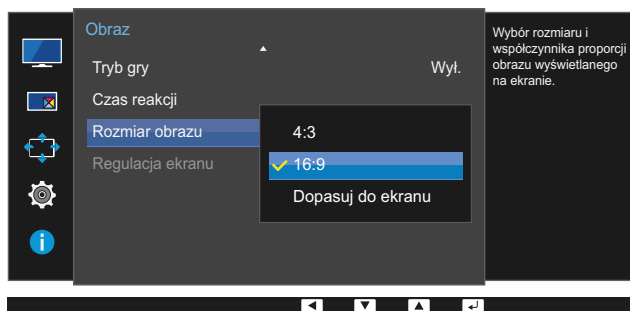 Obraz
Tryb gry Wył.
Czas reakcji
Rozmiar obrazu
Regulacja ekranu
4:3
16:9
Dopasuj do ekranu
Wybór rozmiaru i
współczynnika proporcji
obrazu wyświetlanego
na ekranie.